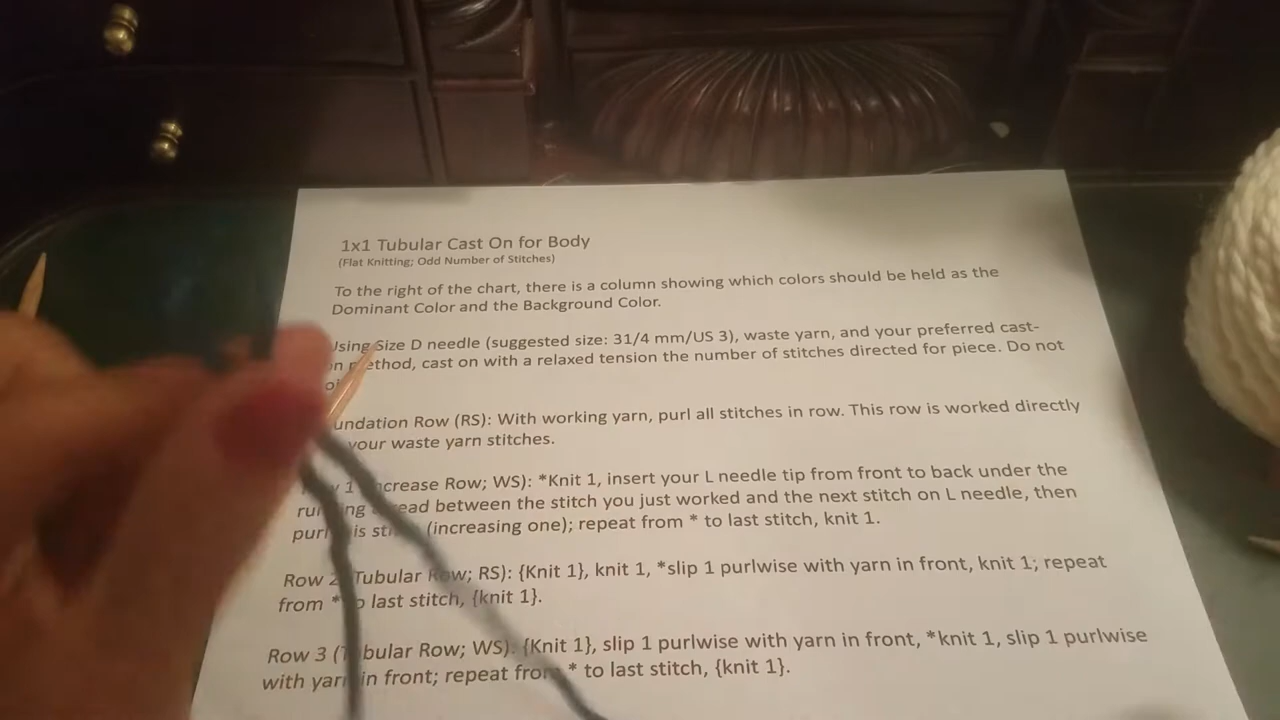 1x1 Tubular Cast On for Body
(Flat Knitting; Odd Number of Stitches)
To the right of the chart, there is a column showing which colors should be held as the
Dominant Color and the Background Color.
Using Size D needle (suggested size: 31/4 mm/US 3), waste yarn, and your preferred cast-
method, cast on with a relaxed tension the number of stitches directed for piece. Do not
undation Row (RS): With working yarn, purl all stitches in row. This row is worked directly
your waste yarn stitches.
1 Increase Row; WS): *Knit 1, insert your L needle tip from front to back under the
between the stitch you just worked and the next stitch on L needle, then
(increasing one); repeat from * to last stitch, knit 1.
Row 2 (Tubular Row; RS): {Knit 1}, knit 1, *slip 1 purlwise with yarn in front, knit 1; repeat
from * to last stitch, {knit 1}.
Row 3 (Tubular Row; WS): {Knit 1}, slip 1 purlwise with yarn in front, *knit 1, slip 1 purlwise
with yarn in front; repeat from * to last stitch, {knit 1}.